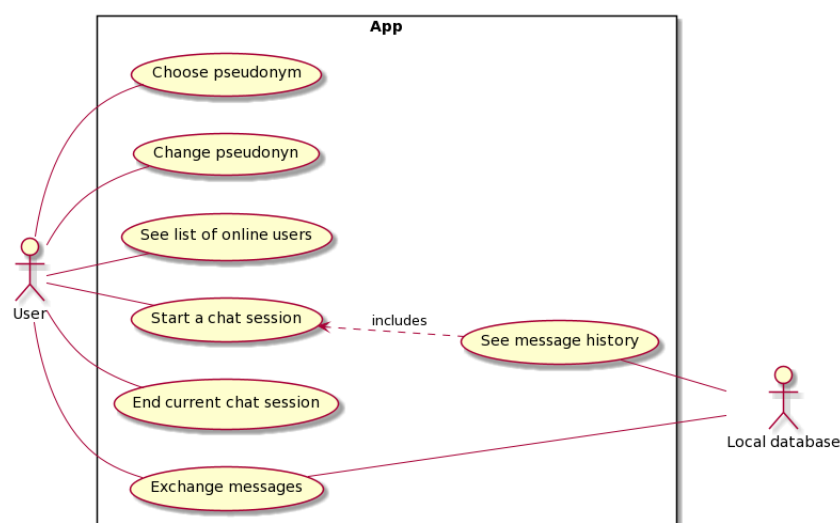 App
Choose pseudonym
Change pseudonyn
See list of online users
User
Start a chat session
includes
See message history
End current chat session
Local database
Exchange messages